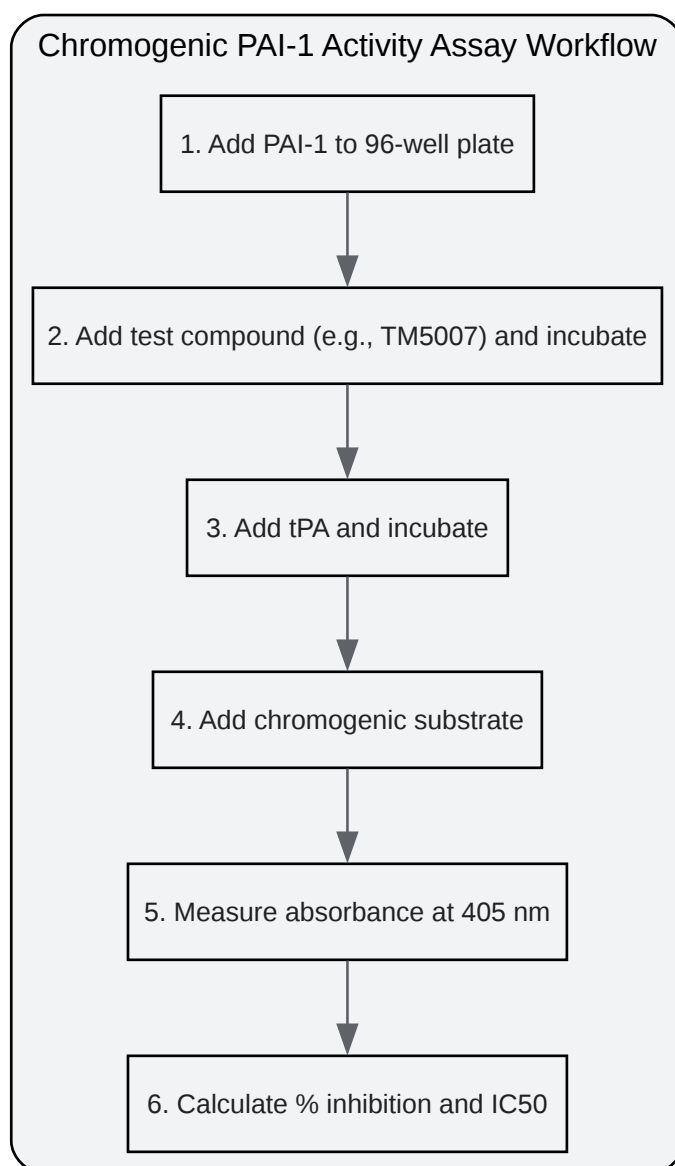 Chromogenic PAI-1 Activity Assay Workflow
1. Add PAI-1 to 96-well plate
2. Add test compound (e.g., TM5007) and incubate
3. Add tPA and incubate
4. Add chromogenic substrate
5. Measure absorbance at 405 nm
6. Calculate % inhibition and IC50